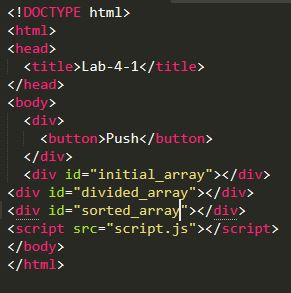 <!DOCTYPE html>
<html>
<head>
<title>Lab-4-1</title>
</head>
<body>
<div>
<button>Push</button>
</div>
<div id="initial_array"></div>
<div id="divided_array"></div>
<div id="sorted_array"></div>
<script src="script.js"></script>
</body>
</html>